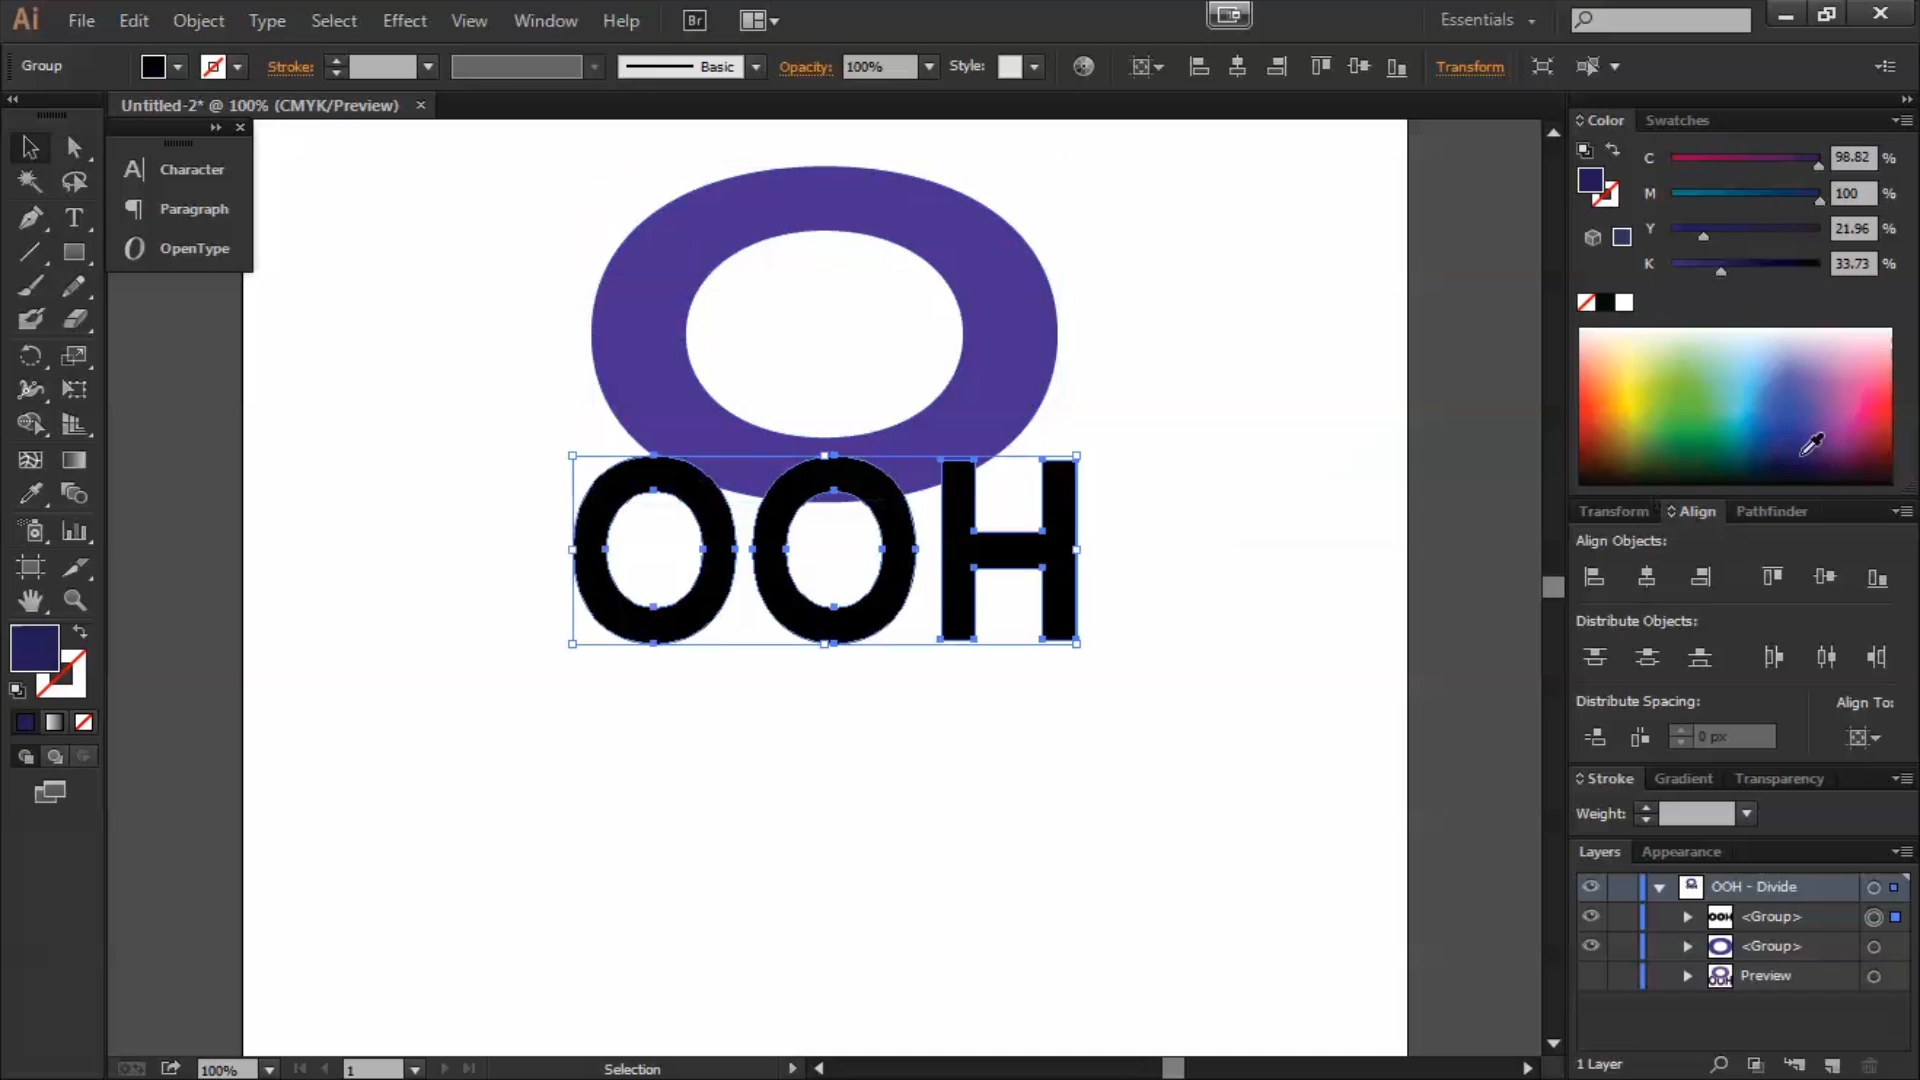 Ai File Edit Object Type Select Effect View Window Help Br Essentials
Group Stroke: Basic Opacity: 100% Style: Transform
Untitled-2* @ 100% (CMYK/Preview)
Character
Paragraph
OpenType
OOH
Color Swatches
C 98.82 %
M 100 %
Y 21.96 %
K 33.73 %
Transform Align Pathfinder
Align Objects:
Distribute Objects:
Distribute Spacing: Align To:
0 px
Stroke Gradient Transparency
Weight:
Layers Appearance
OOH - Divide
<Group>
<Group>
Preview
1 Layer
100% 1 Selection